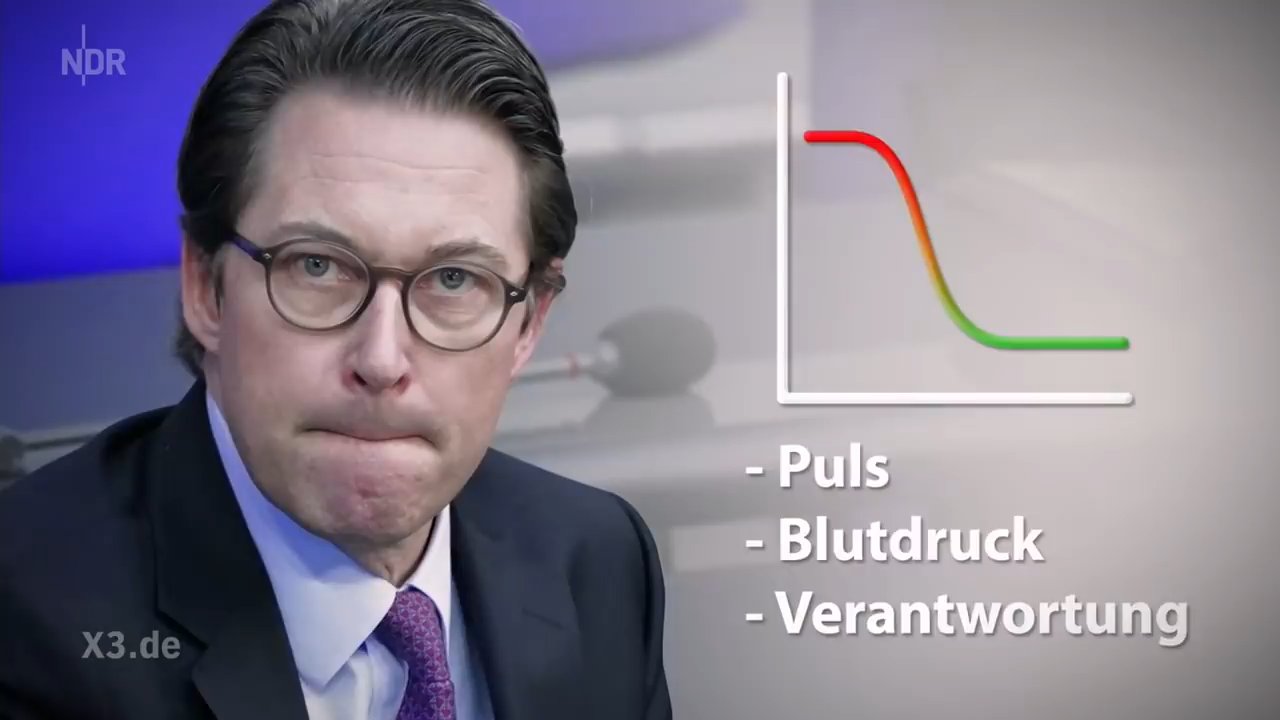 NDR
- Puls
- Blutdruck
- Verantwortung
X3.de